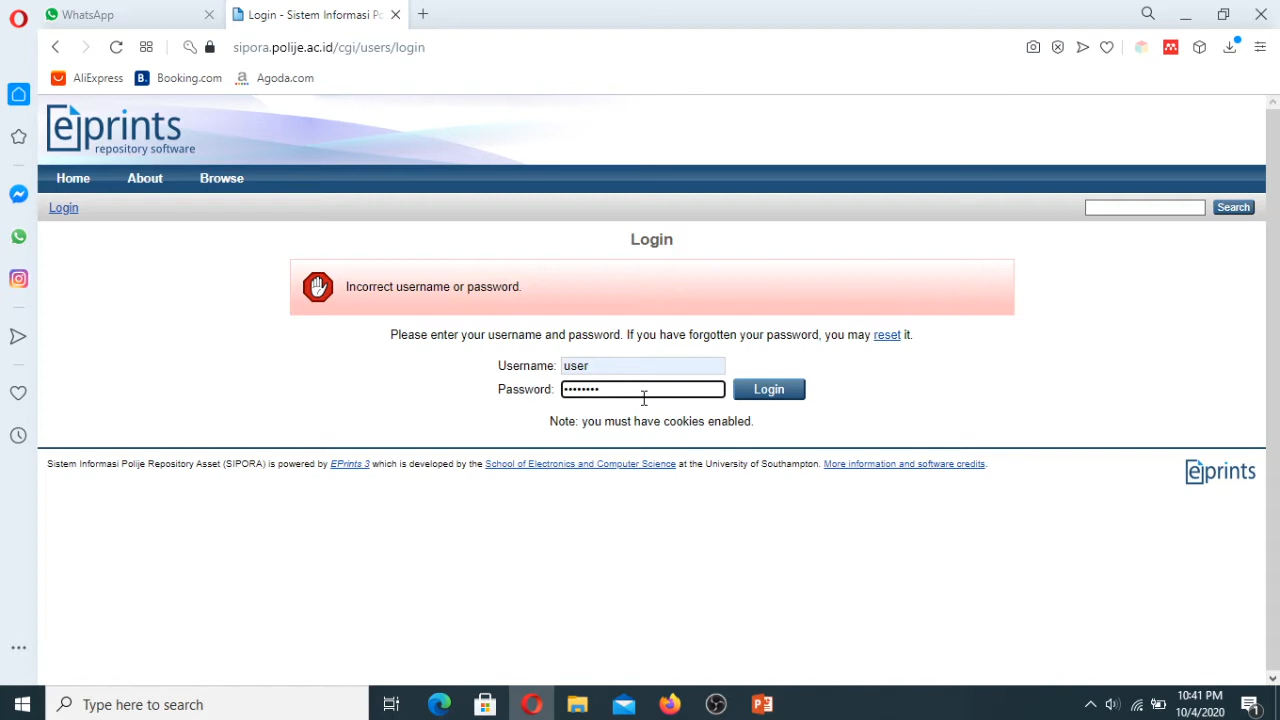 WhatsApp
Login - Sistem Informasi Po
sipora.polije.ac.id/cgi/users/login
AliExpress
B. Booking.com
a Agoda.com
eprints
repository software
Home About Browse
Login
Search
Login
Incorrect username or password.
Please enter your username and password. If you have forgotten your password, you may reset it.
Username: user
Password: ••••••••
Login
Note: you must have cookies enabled.
Sistem Informasi Polije Repository Asset (SIPORA) is powered by EPrints 3 which is developed by the School of Electronics and Computer Science at the University of Southampton. More information and software credits.
eprints
Type here to search
10:41 PM
10/4/2020
1